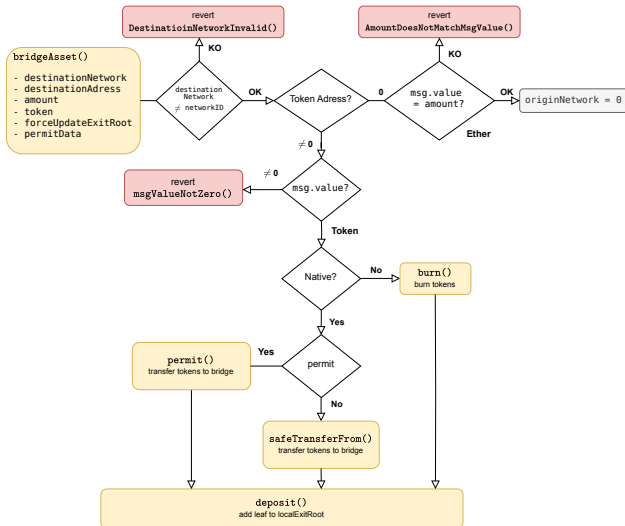 revert
DestinatioinNetworkInvalid()
revert
AmountDoesNotMatchMsgValue()
KO
KO
bridgeAsset()
- destinationNetwork
- destinationAdress
- amount
- token
- forceUpdateExitRoot
- permitData
destination
Network
≠ networkID
OK
Token Adress?
0
msg.value
= amount?
OK
originNetwork = 0
Ether
≠ 0
revert
msgValueNotZero()
≠ 0
msg.value?
Token
Native?
No
burn()
burn tokens
Yes
permit()
transfer tokens to bridge
Yes
permit
No
safeTransferFrom()
transfer tokens to bridge
deposit()
add leaf to localExitRoot